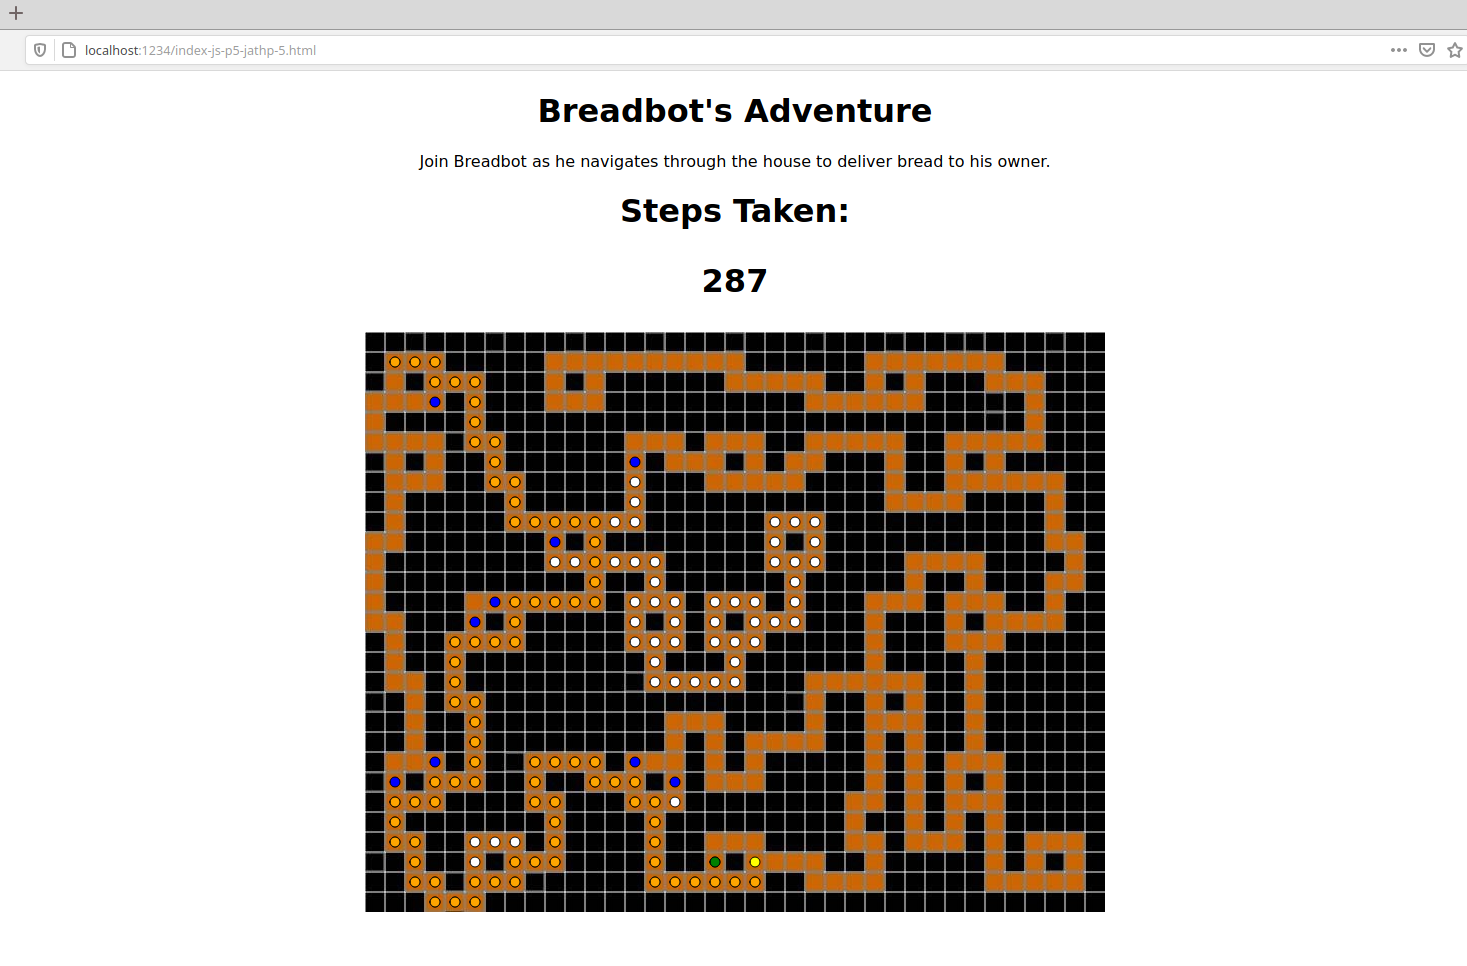 localhost:1234/index-js-p5-jathp-5.html
Breadbot's Adventure
Join Breadbot as he navigates through the house to deliver bread to his owner.
Steps Taken:
287